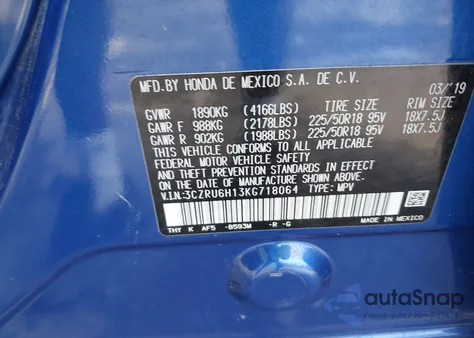 MFD.BY HONDA DE MEXICO S.A. DE C.V.
03/'19
GVWR 1890KG (4166LBS) TIRE SIZE RIM SIZE
GAWR F 988KG (2178LBS) 225/50R18 95V 18X7.5J
GAWR R 902KG (1988LBS) 225/50R18 95V 18X7.5J
THIS VEHICLE CONFORMS TO ALL APPLICABLE
FEDERAL MOTOR VEHICLE SAFETY STANDARDS
IN EFFECT ON THE DATE OF MANUFACTURE SHOWN ABOVE.
V.I.N:3CZRU6H13KG718064 TYPE: MPV
THY K AF5 -B593M -R -G MADE IN MEXICO
autoSnap